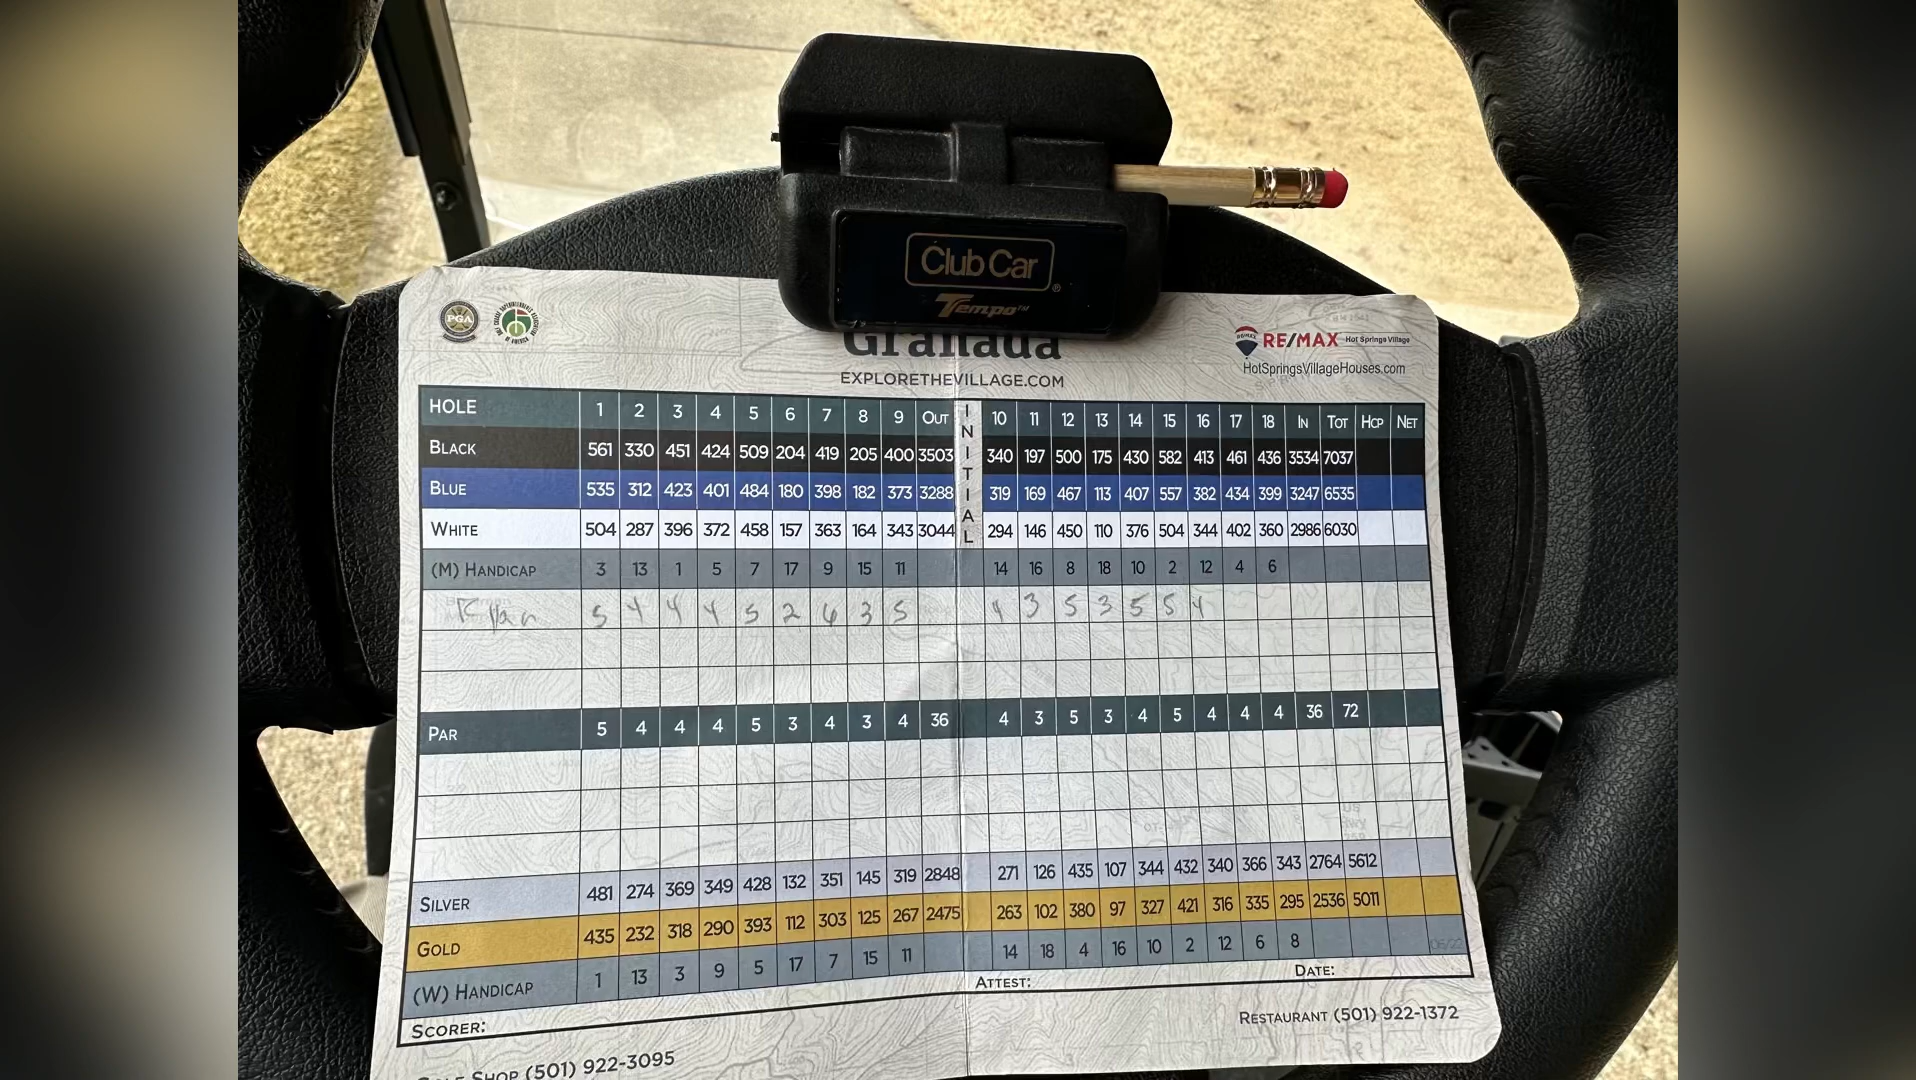 Club Car
Tempo™
PGA
Granada
EXPLORETHEVILLAGE.COM
RE/MAX Hot Springs Village
HotSpringsVillageHouses.com
HOLE 1 2 3 4 5 6 7 8 9 OUT INITIAL 10 11 12 13 14 15 16 17 18 IN TOT HCP NET
BLACK 561 330 451 424 509 204 419 205 400 3503 340 197 500 175 430 582 413 461 436 3534 7037
BLUE 535 312 423 401 484 180 398 182 373 3288 319 169 467 113 407 557 382 434 399 3247 6535
WHITE 504 287 396 372 458 157 363 164 343 3044 294 146 450 110 376 504 344 402 360 2986 6030
(M) HANDICAP 3 13 1 5 7 17 9 15 11 14 16 8 18 10 2 12 4 6
Ryan 5 4 4 4 5 2 6 3 5 4 3 5 3 5 5 4
PAR 5 4 4 4 5 3 4 3 4 36 4 3 5 3 4 5 4 4 4 36 72
SILVER 481 274 369 349 428 132 351 145 319 2848 271 126 435 107 344 432 340 366 343 2764 5612
GOLD 435 232 318 290 393 112 303 125 267 2475 263 102 380 97 327 421 316 335 295 2536 5011
(W) HANDICAP 1 13 3 9 5 17 7 15 11 14 18 4 16 10 2 12 6 8 06/22
SCORER: ATTEST: DATE:
GOLF SHOP (501) 922-3095
RESTAURANT (501) 922-1372